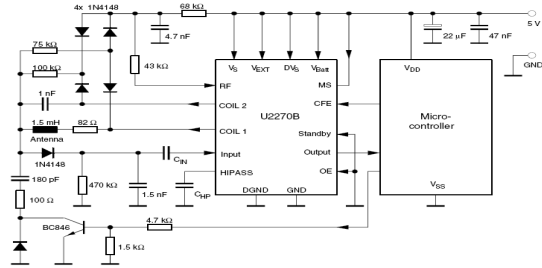 4x 1N4148
68 kΩ
5 V
75 kΩ
4.7 nF
22 µF
47 nF
GND
100 kΩ
43 kΩ
VS
VEXT
DVS
VBatt
VDD
RF
MS
1 nF
COIL 2
U2270B
CFE
Micro-
controller
1.5 mH
82 Ω
COIL 1
Antenna
Standby
1N4148
CIN
Input
Output
180 pF
HIPASS
OE
470 kΩ
1.5 nF
CHP
DGND
GND
VSS
100 Ω
BC846
4.7 kΩ
1.5 kΩ